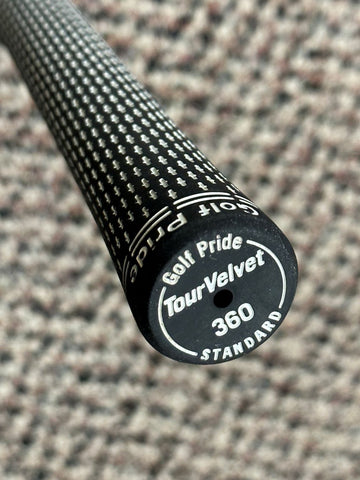 Golf Pride
Golf Pride
TourVelvet
360
STANDARD